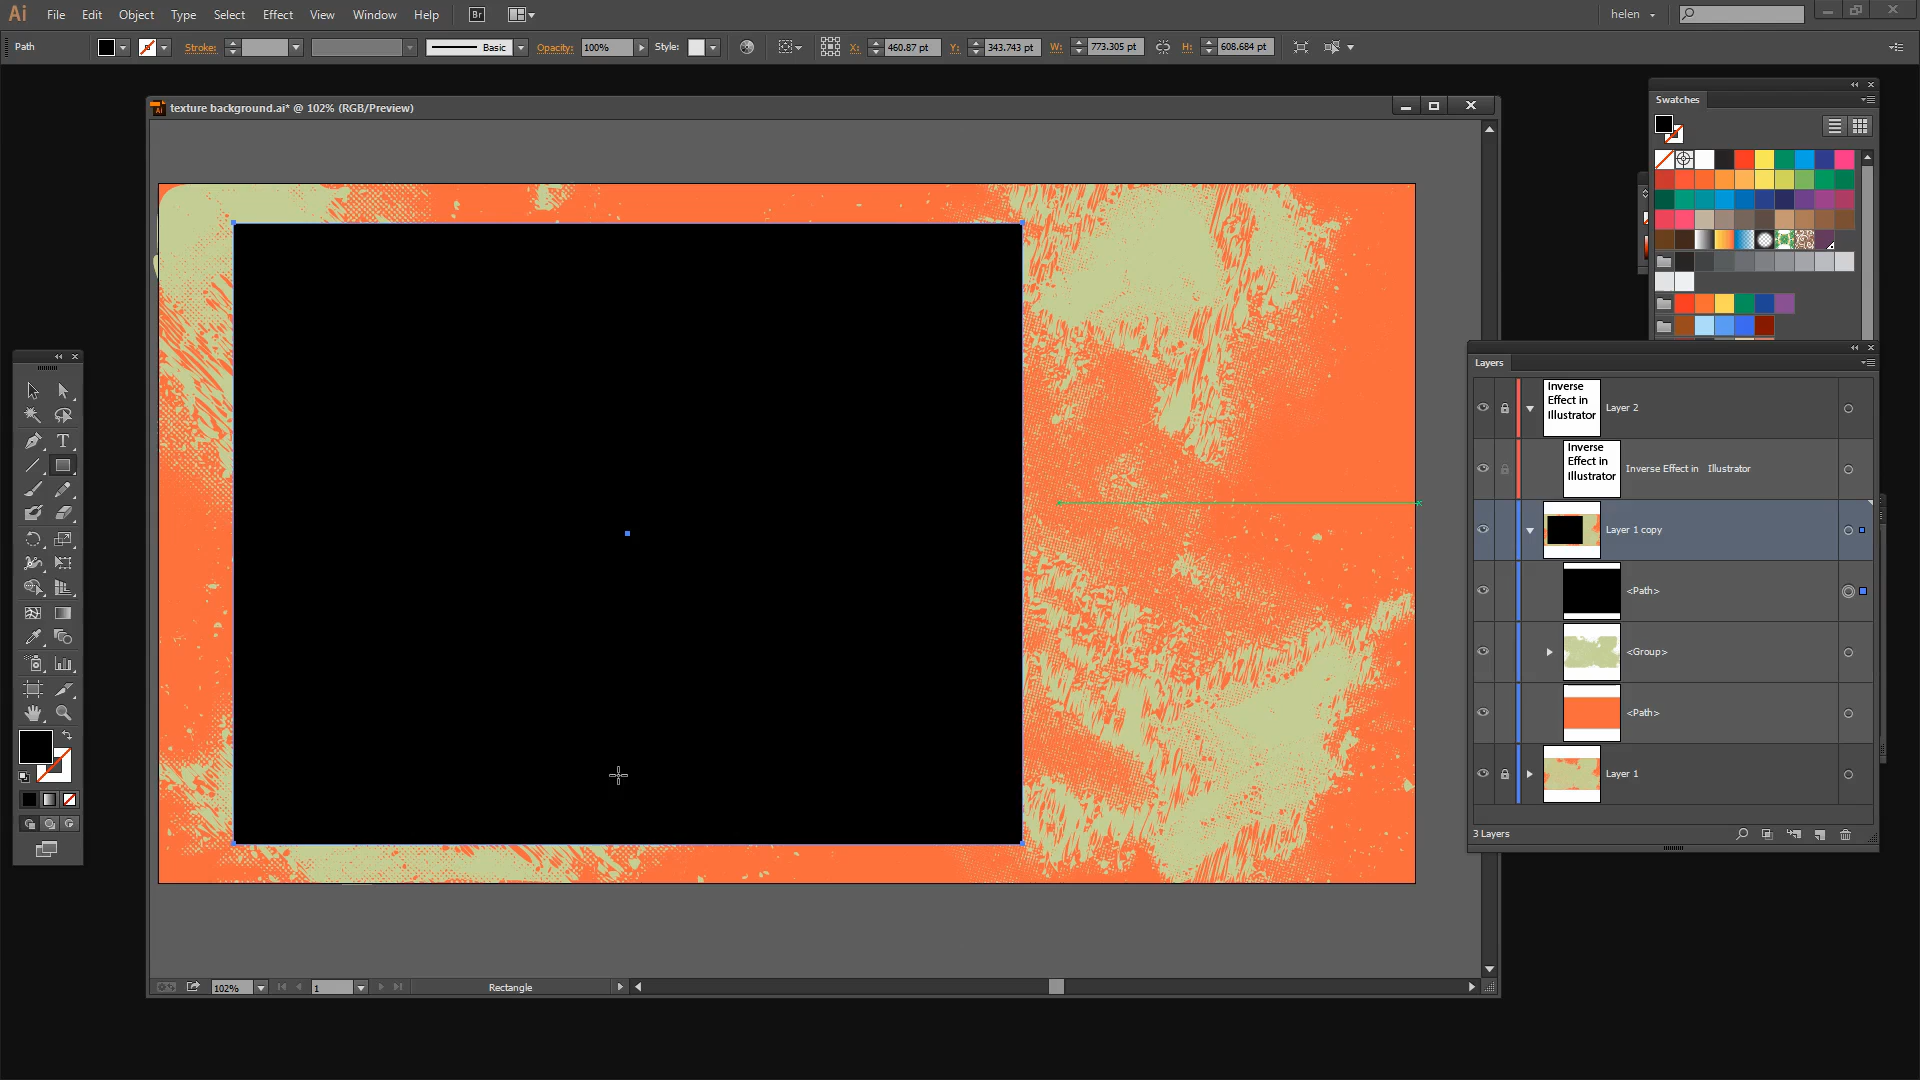 Ai File Edit Object Type Select Effect View Window Help Br helen
Path Stroke: Basic Opacity: 100% Style: X: 460.87 pt Y: 343.743 pt W: 773.305 pt H: 608.684 pt
texture background.ai* @ 102% (RGB/Preview)
Swatches
Layers
Inverse
Effect in
Illustrator
Layer 2
Inverse
Effect in
Illustrator
Inverse Effect in Illustrator
Layer 1 copy
<Path>
<Group>
<Path>
Layer 1
3 Layers
T
102% 1 Rectangle